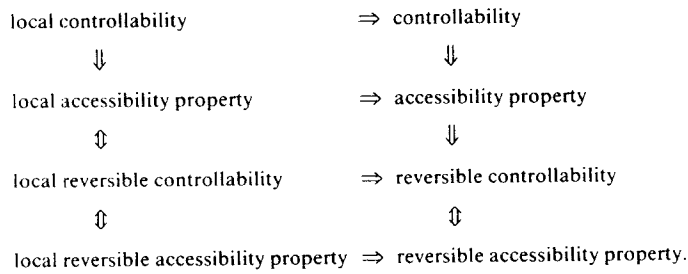 local controllability ⇒ controllability
⇓ ⇓
local accessibility property ⇒ accessibility property
⇕ ⇓
local reversible controllability ⇒ reversible controllability
⇕ ⇕
local reversible accessibility property ⇒ reversible accessibility property.